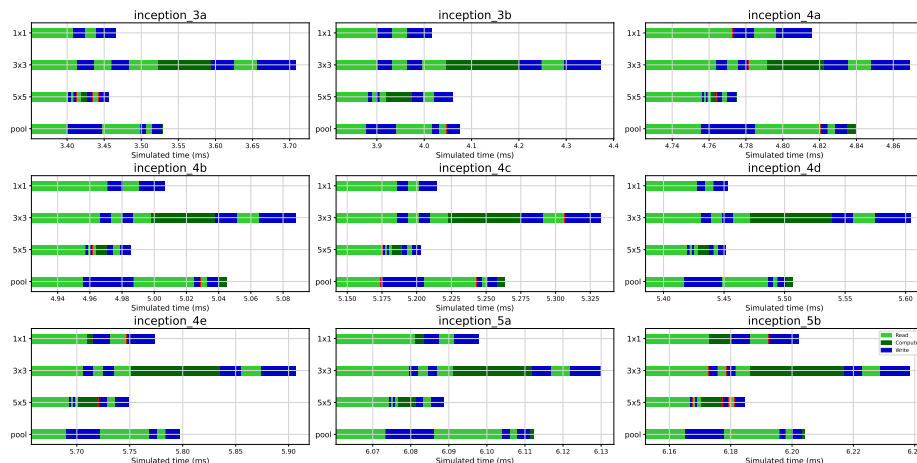 inception_3a
1x1
3x3
5x5
pool
3.40 3.45 3.50 3.55 3.60 3.65 3.70
Simulated time (ms)
inception_3b
3.9 4.0 4.1 4.2 4.3 4.4
Simulated time (ms)
inception_4a
1x1
3x3
5x5
pool
4.74 4.76 4.78 4.80 4.82 4.84 4.86
Simulated time (ms)
inception_4b
1x1
3x3
5x5
pool
4.94 4.96 4.98 5.00 5.02 5.04 5.06 5.08
Simulated time (ms)
inception_4c
1x1
3x3
5x5
pool
5.150 5.175 5.200 5.225 5.250 5.275 5.300 5.325
Simulated time (ms)
inception_4d
1x1
3x3
5x5
pool
5.40 5.45 5.50 5.55 5.60
Simulated time (ms)
inception_4e
1x1
3x3
5x5
pool
5.70 5.75 5.80 5.85 5.90
Simulated time (ms)
inception_5a
1x1
3x3
5x5
pool
6.07 6.08 6.09 6.10 6.11 6.12 6.13
Simulated time (ms)
inception_5b
Read
Compute
Write
1x1
3x3
5x5
pool
6.16 6.18 6.20 6.22 6.24
Simulated time (ms)